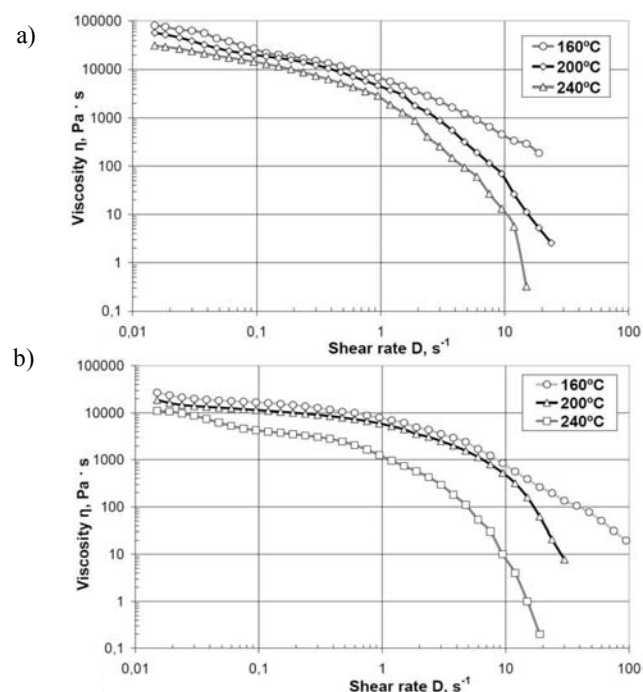 a)
Viscosity η, Pa · s
100000
10000
1000
100
10
1
0,1
0,01
0,1
1
10
100
Shear rate D, s⁻¹
160ºC
200ºC
240ºC
b)
Viscosity η, Pa · s
100000
10000
1000
100
10
1
0,1
0,01
0,1
1
10
100
Shear rate D, s⁻¹
160ºC
200ºC
240ºC